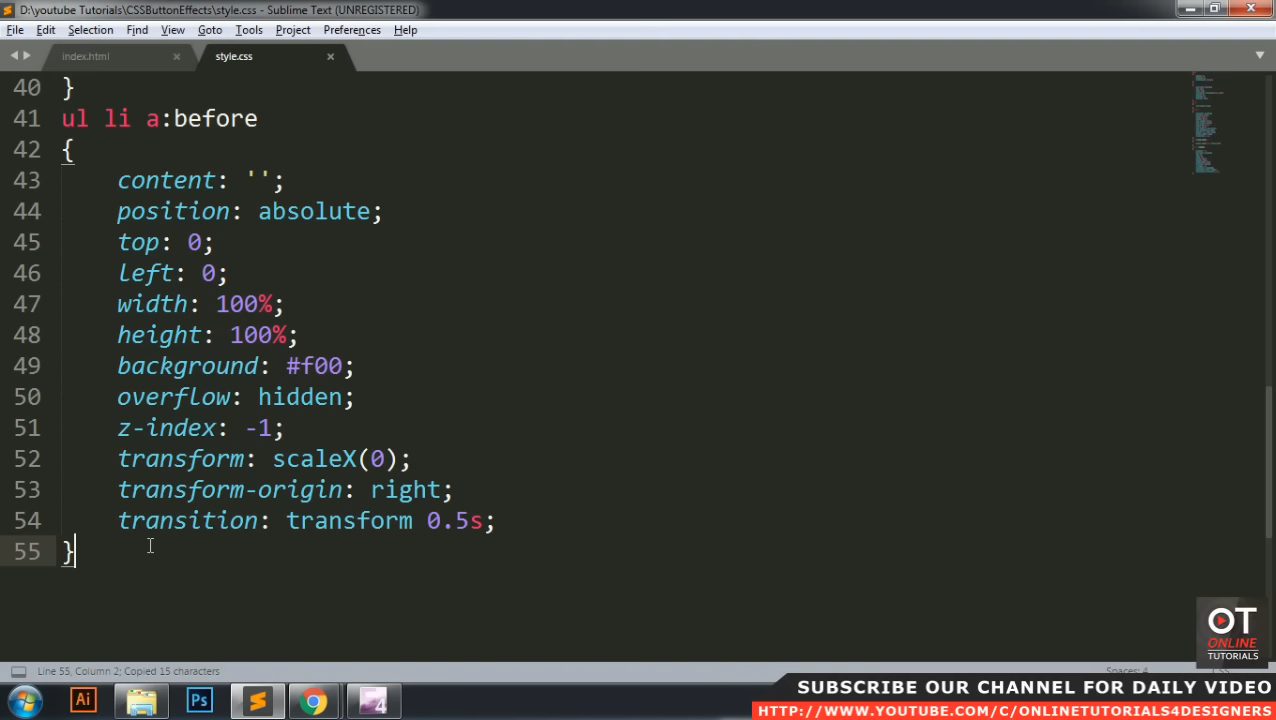 D:\youtube Tutorials\CSSButtonEffects\style.css - Sublime Text (UNREGISTERED)
File Edit Selection Find View Goto Tools Project Preferences Help
index.html × style.css ×
40 }
41 ul li a:before
42 {
43 content: '';
44 position: absolute;
45 top: 0;
46 left: 0;
47 width: 100%;
48 height: 100%;
49 background: #f00;
50 overflow: hidden;
51 z-index: -1;
52 transform: scaleX(0);
53 transform-origin: right;
54 transition: transform 0.5s;
55 }
OT
ONLINE
TUTORIALS
Line 55, Column 2; Copied 15 characters
Ai Ps 4
SUBSCRIBE OUR CHANNEL FOR DAILY VIDEO
HTTP://WWW.YOUTUBE.COM/C/ONLINETUTORIALS4DESIGNERS